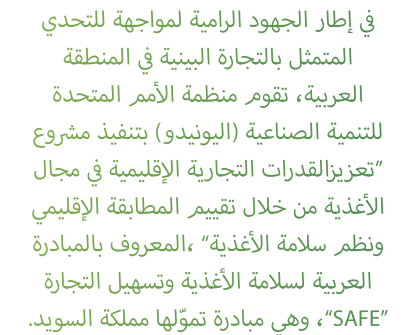 في إطار الجهود الرامية لمواجهة للتحدي
المتمثل بالتجارة البينية في المنطقة
العربية، تقوم منظمة الأمم المتحدة
للتنمية الصناعية (اليونيدو) بتنفيذ مشروع
”تعزيزالقدرات التجارية الإقليمية في مجال
الأغذية من خلال تقييم المطابقة الإقليمي
ونظم سلامة الأغذية“ ،المعروف بالمبادرة
العربية لسلامة الأغذية وتسهيل التجارة
”SAFE“، وهي مبادرة تموّلها مملكة السويد.